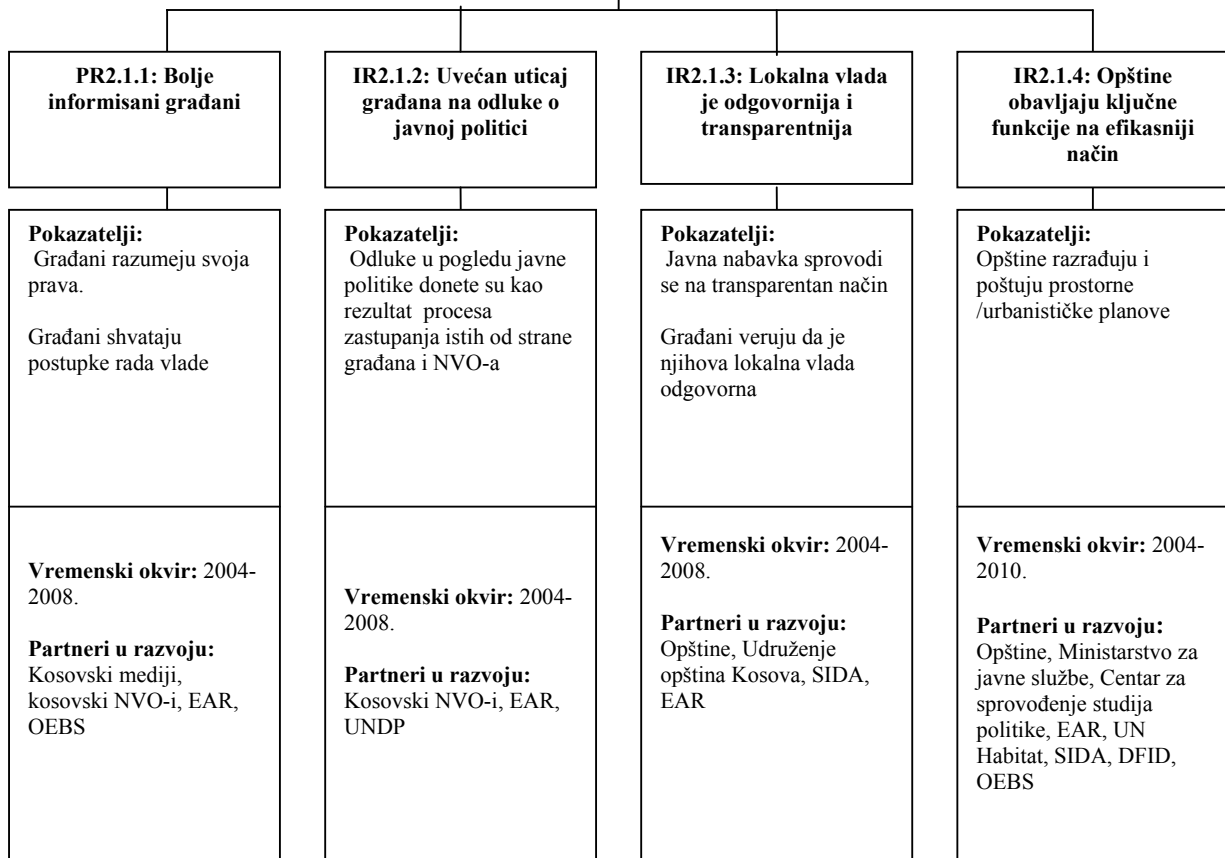 PR2.1.1: Bolje
informisani građani
Pokazatelji:
Građani razumeju svoja
prava.
Građani shvataju
postupke rada vlade
Vremenski okvir: 2004-
2008.
Partneri u razvoju:
Kosovski mediji,
kosovski NVO-i, EAR,
OEBS
IR2.1.2: Uvećan uticaj
građana na odluke o
javnoj politici
Pokazatelji:
Odluke u pogledu javne
politike donete su kao
rezultat procesa
zastupanja istih od strane
građana i NVO-a
Vremenski okvir: 2004-
2008.
Partneri u razvoju:
Kosovski NVO-i, EAR,
UNDP
IR2.1.3: Lokalna vlada
je odgovornija i
transparentnija
Pokazatelji:
Javna nabavka sprovodi
se na transparentan način
Građani veruju da je
njihova lokalna vlada
odgovorna
Vremenski okvir: 2004-
2008.
Partneri u razvoju:
Opštine, Udruženje
opština Kosova, SIDA,
EAR
IR2.1.4: Opštine
obavljaju ključne
funkcije na efikasniji
način
Pokazatelji:
Opštine razrađuju i
poštuju prostorne
/urbanističke planove
Vremenski okvir: 2004-
2010.
Partneri u razvoju:
Opštine, Ministarstvo za
javne službe, Centar za
sprovođenje studija
politike, EAR, UN
Habitat, SIDA, DFID,
OEBS